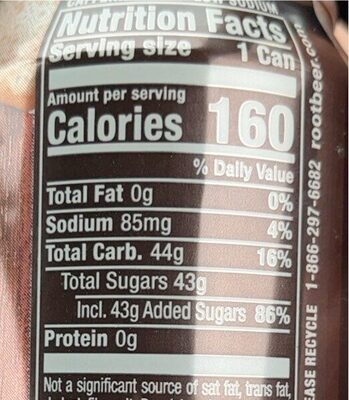 SODIUM
Nutrition Facts
Serving size 1 Can
Amount per serving
Calories 160
% Daily Value
Total Fat 0g 0%
Sodium 85mg 4%
Total Carb. 44g 16%
Total Sugars 43g
Incl. 43g Added Sugars 86%
Protein 0g
Not a significant source of sat fat, trans fat,
EASE RECYCLE 1-866-297-6682 rootbeer.com